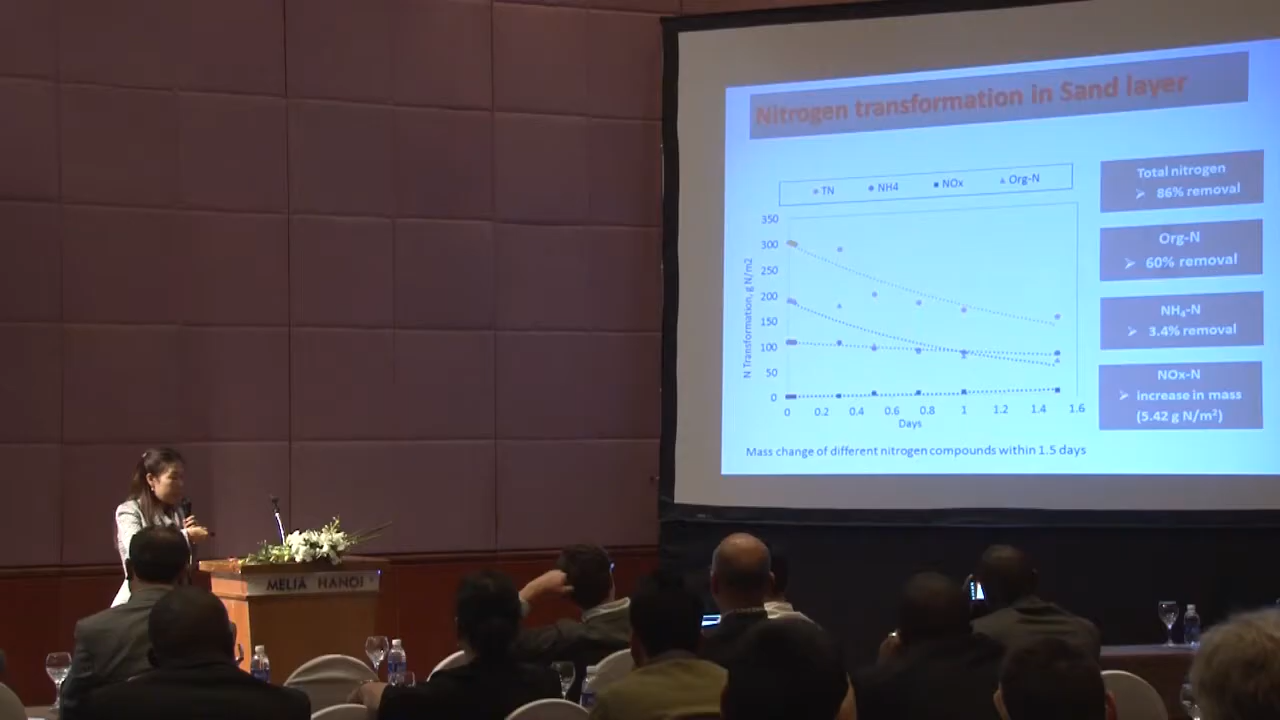 Nitrogen transformation in Sand layer
TN NH4 NOx Org-N
350
300
250
200
150
100
50
0
N Transformation, g N/m2
0 0.2 0.4 0.6 0.8 1 1.2 1.4 1.6
Days
Mass change of different nitrogen compounds within 1.5 days
Total nitrogen
➢ 86% removal
Org-N
➢ 60% removal
NH₄-N
➢ 3.4% removal
NOx-N
➢ increase in mass
(5.42 g N/m²)
MELIÃ HANOI